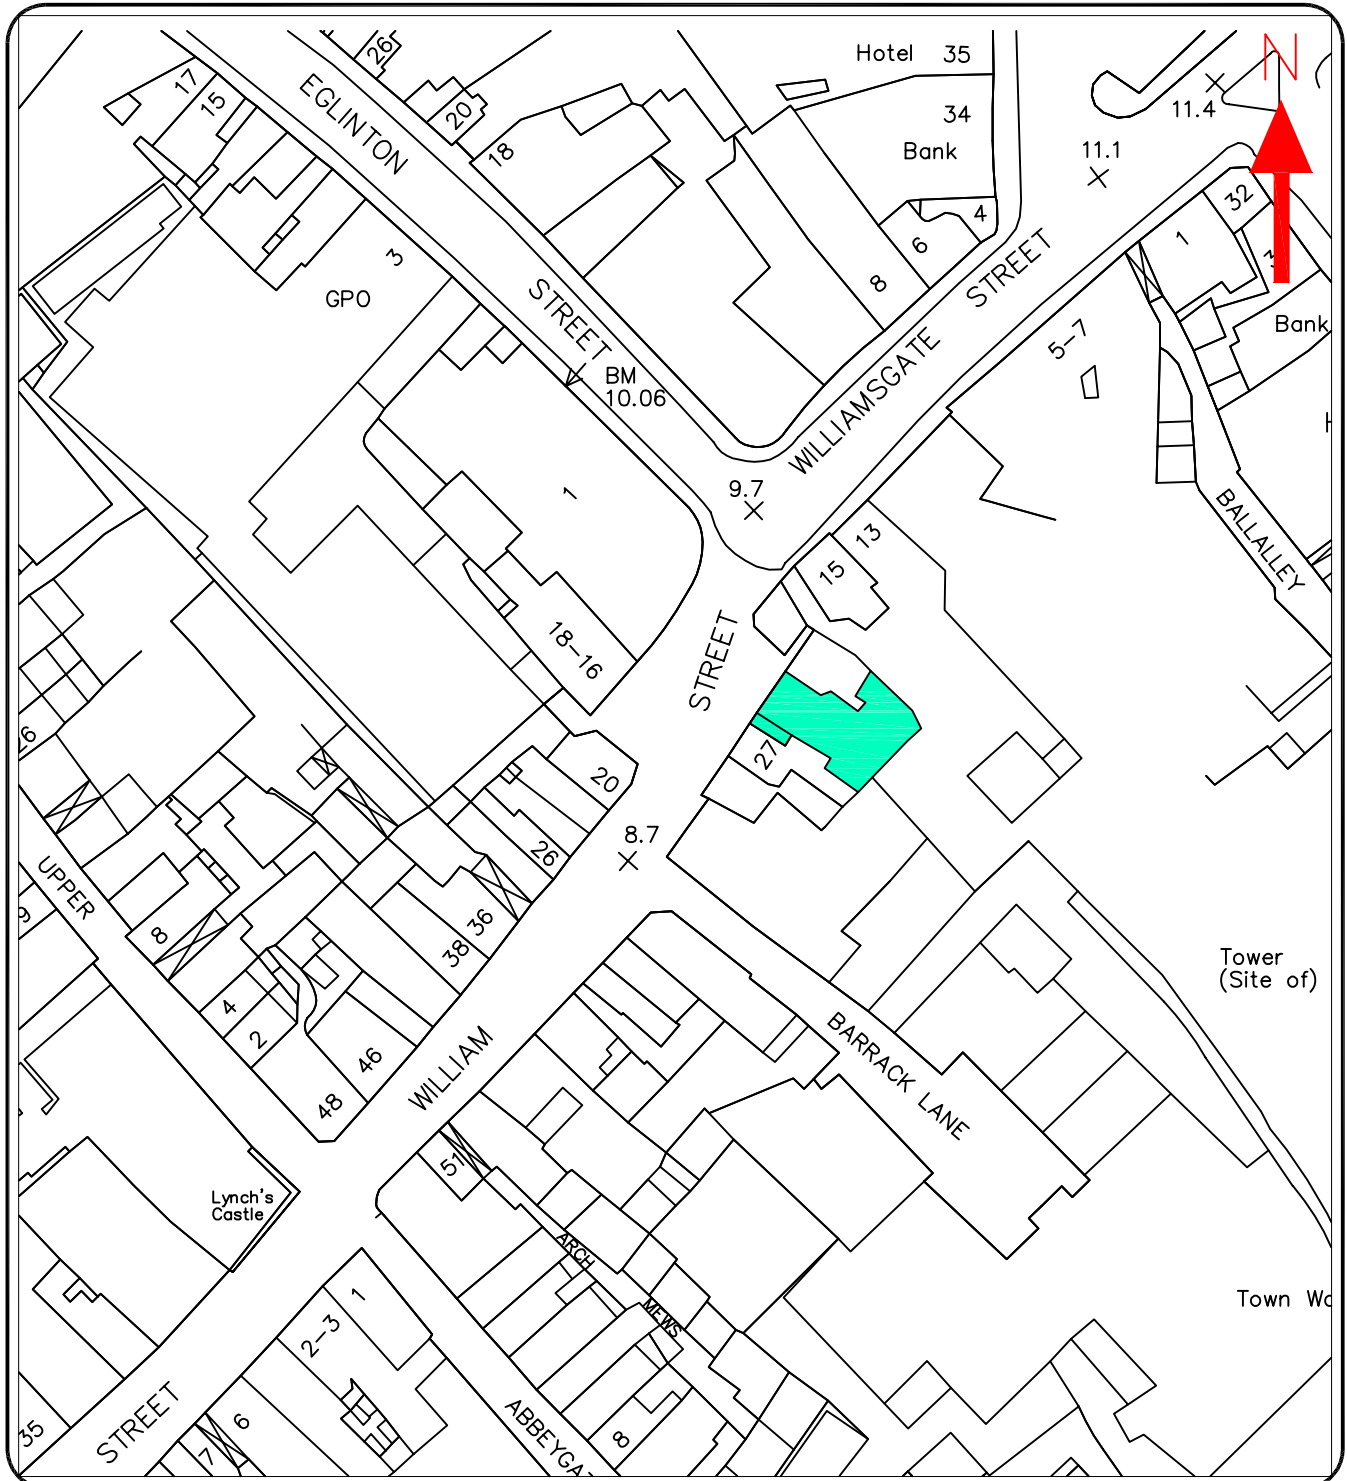 Hotel 35
N
26
17
15
EGLINTON
20
18
34
Bank
11.4
11.1
4
32
6
1
3
GPO
8
STREET
STREET
Bank
BM
10.06
WILLIAMSGATE
5-7
9.7
1
13
15
BALLALLEY
18-16
STREET
27
20
26
8.7
UPPER
8
36
38
Tower
(Site of)
4
2
46
48
WILLIAM
BARRACK LANE
51
Lynch's
Castle
ARCH
MEWS
Town
1
2-3
35
STREET
6
7
8
ABBEYGA